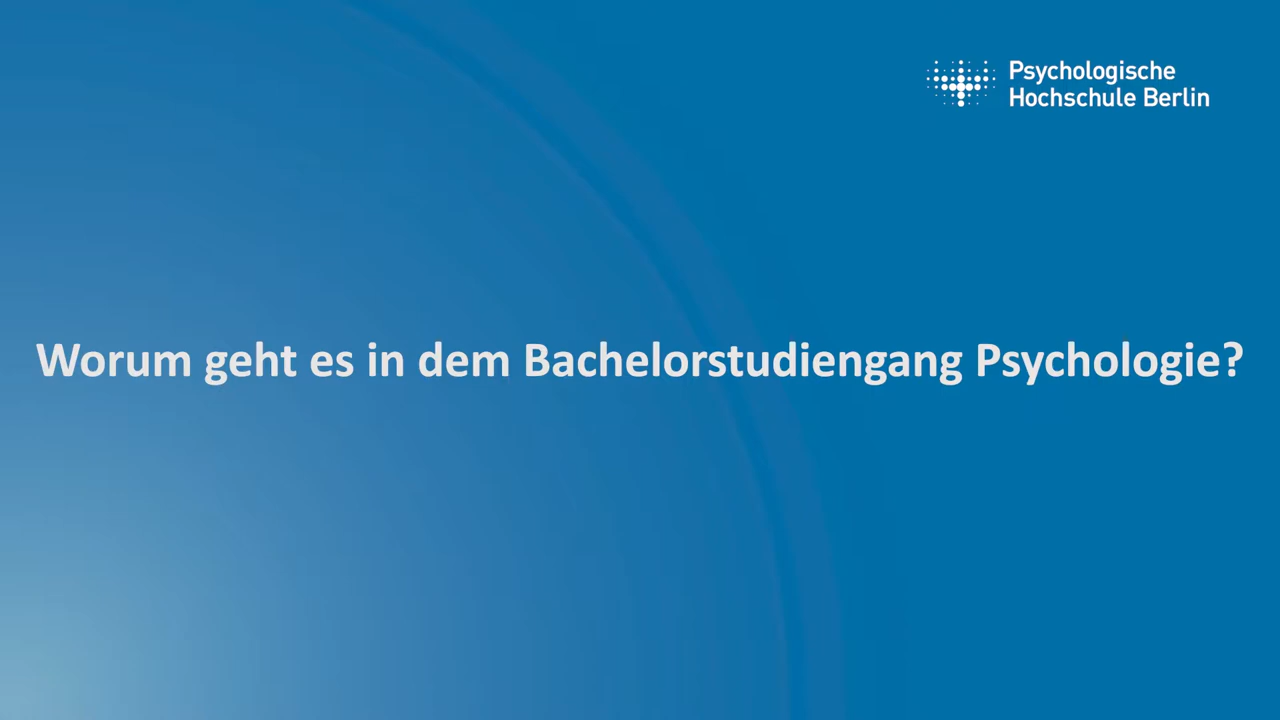 Psychologische
Hochschule Berlin
Worum geht es in dem Bachelorstudiengang Psychologie?